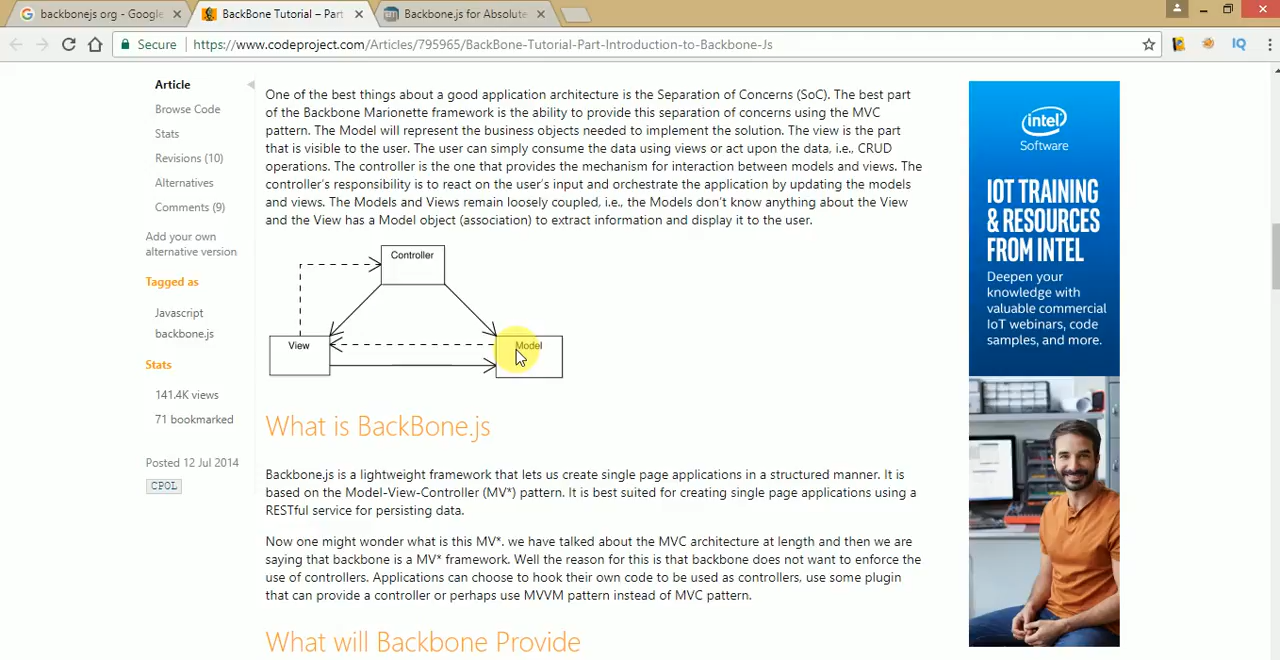 backbonejs org - Google
BackBone Tutorial – Part
Backbone.js for Absolute
Secure
https://www.codeproject.com/Articles/795965/BackBone-Tutorial-Part-Introduction-to-Backbone-Js
IQ
Article
Browse Code
Stats
Revisions (10)
Alternatives
Comments (9)
Add your own
alternative version
Tagged as
Javascript
backbone.js
Stats
141.4K views
71 bookmarked
Posted 12 Jul 2014
CPOL
One of the best things about a good application architecture is the Separation of Concerns (SoC). The best part
of the Backbone Marionette framework is the ability to provide this separation of concerns using the MVC
pattern. The Model will represent the business objects needed to implement the solution. The view is the part
that is visible to the user. The user can simply consume the data using views or act upon the data, i.e., CRUD
operations. The controller is the one that provides the mechanism for interaction between models and views. The
controller's responsibility is to react on the user's input and orchestrate the application by updating the models
and views. The Models and Views remain loosely coupled, i.e., the Models don't know anything about the View
and the View has a Model object (association) to extract information and display it to the user.
Controller
View
Model
What is BackBone.js
Backbone.js is a lightweight framework that lets us create single page applications in a structured manner. It is
based on the Model-View-Controller (MV*) pattern. It is best suited for creating single page applications using a
RESTful service for persisting data.
Now one might wonder what is this MV*. we have talked about the MVC architecture at length and then we are
saying that backbone is a MV* framework. Well the reason for this is that backbone does not want to enforce the
use of controllers. Applications can choose to hook their own code to be used as controllers, use some plugin
that can provide a controller or perhaps use MVVM pattern instead of MVC pattern.
What will Backbone Provide
intel
Software
IOT TRAINING
& RESOURCES
FROM INTEL
Deepen your
knowledge with
valuable commercial
IoT webinars, code
samples, and more.